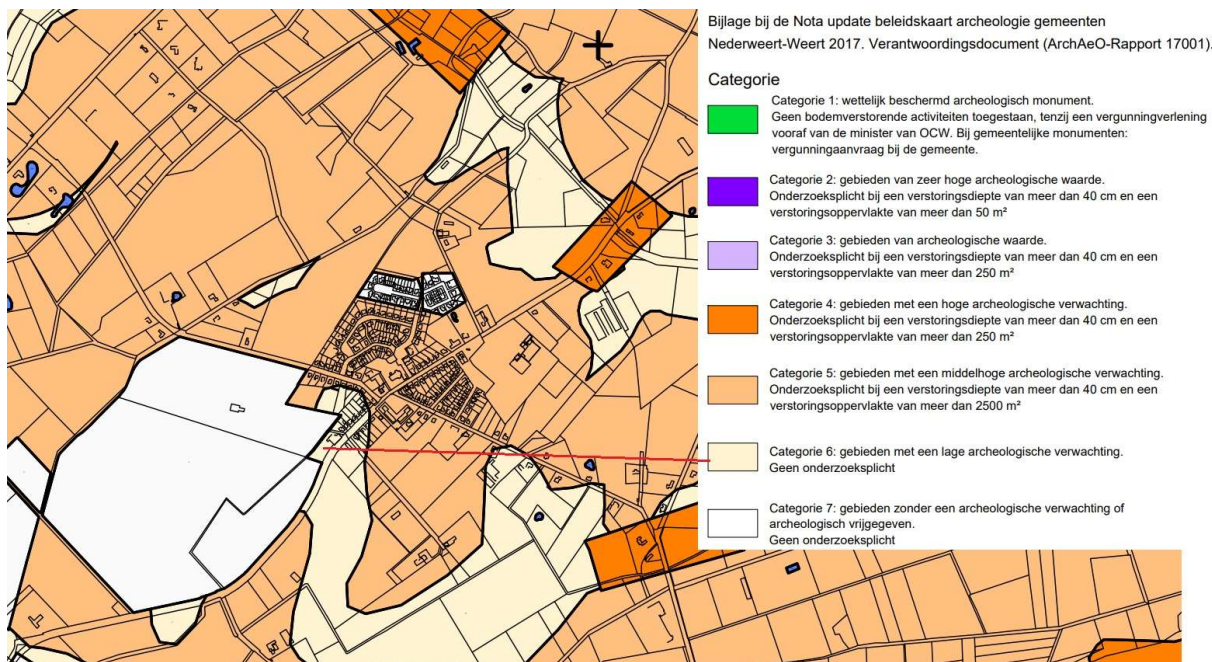 Bijlage bij de Nota update beleidskaart archeologie gemeenten
Nederweert-Weert 2017. Verantwoordingsdocument (ArchAeO-Rapport 17001).
Categorie
Categorie 1: wettelijk beschermd archeologisch monument.
Geen bodemverstorende activiteiten toegestaan, tenzij een vergunningverlening
vooraf van de minister van OCW. Bij gemeentelijke monumenten:
vergunningaanvraag bij de gemeente.
Categorie 2: gebieden van zeer hoge archeologische waarde.
Onderzoeksplicht bij een verstoringsdiepte van meer dan 40 cm en een
verstoringsoppervlakte van meer dan 50 m²
Categorie 3: gebieden van archeologische waarde.
Onderzoeksplicht bij een verstoringsdiepte van meer dan 40 cm en een
verstoringsoppervlakte van meer dan 250 m²
Categorie 4: gebieden met een hoge archeologische verwachting.
Onderzoeksplicht bij een verstoringsdiepte van meer dan 40 cm en een
verstoringsoppervlakte van meer dan 250 m²
Categorie 5: gebieden met een middelhoge archeologische verwachting.
Onderzoeksplicht bij een verstoringsdiepte van meer dan 40 cm en een
verstoringsoppervlakte van meer dan 2500 m²
Categorie 6: gebieden met een lage archeologische verwachting.
Geen onderzoeksplicht
Categorie 7: gebieden zonder een archeologische verwachting of
archeologisch vrijgegeven.
Geen onderzoeksplicht